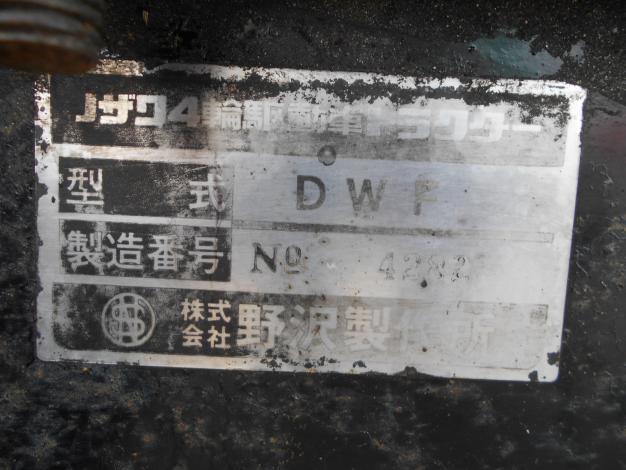 ノザワ4輪駆動車トラクター
型式 DWF
製造番号 No 4282
株式会社 野沢製作所